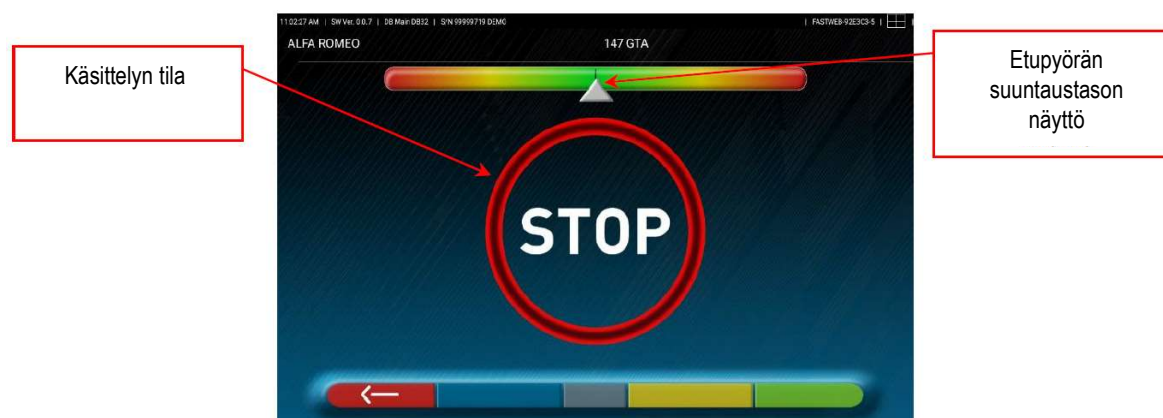 11:02:27 AM | SW Ver. 0.0.7 | DB Main DB32 | S/N 99999719 DEMO | FASTWEB-92E3C3-5 |
ALFA ROMEO 147 GTA
Käsittelyn tila
Etupyörän
suuntaustason
näyttö
STOP